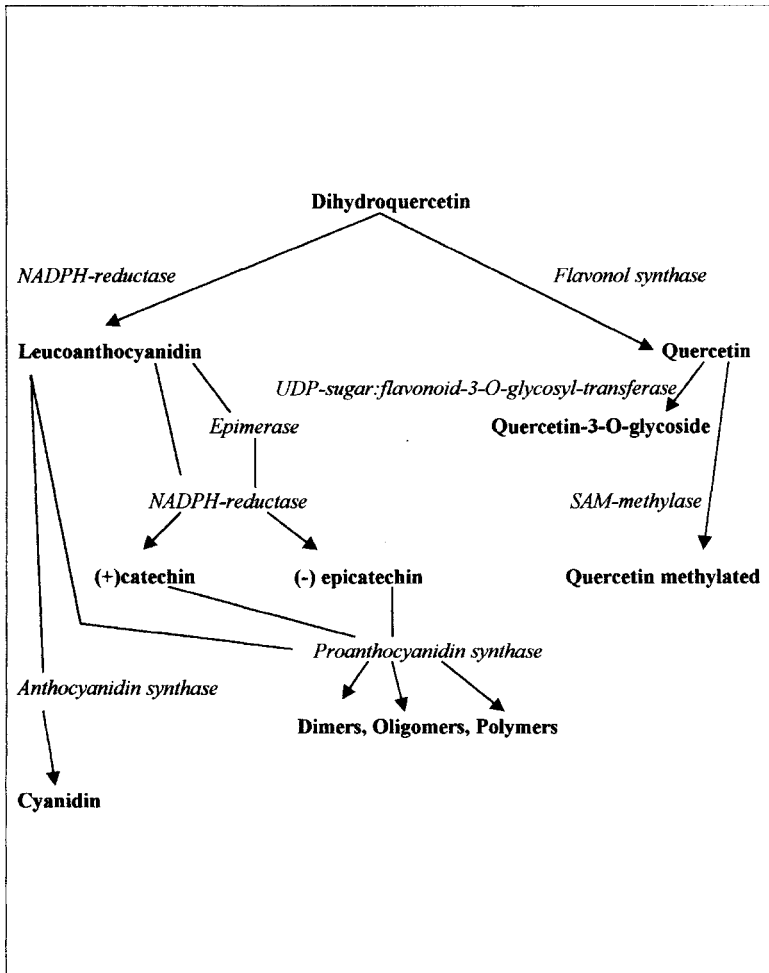 Dihydroquercetin
NADPH-reductase
Flavonol synthase
Leucoanthocyanidin
Quercetin
UDP-sugar:flavonoid-3-O-glycosyl-transferase
Epimerase
Quercetin-3-O-glycoside
NADPH-reductase
SAM-methylase
(+)catechin
(-) epicatechin
Quercetin methylated
Proanthocyanidin synthase
Anthocyanidin synthase
Dimers, Oligomers, Polymers
Cyanidin